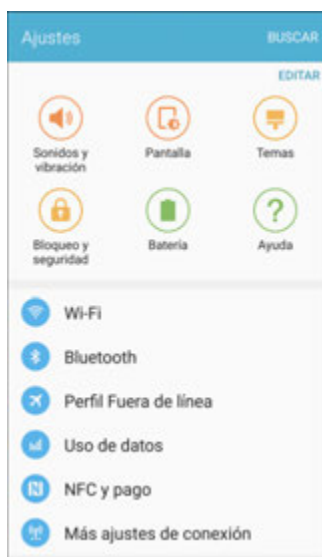 Ajustes BUSCAR
EDITAR
Sonidos y vibración Pantalla Temas
Bloqueo y seguridad Batería Ayuda
Wi-Fi
Bluetooth
Perfil Fuera de línea
Uso de datos
NFC y pago
Más ajustes de conexión